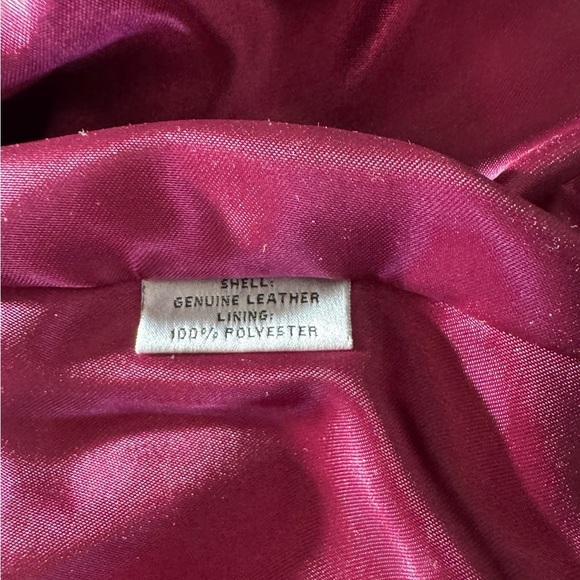 SHELL:
GENUINE LEATHER
LINING:
100% POLYESTER